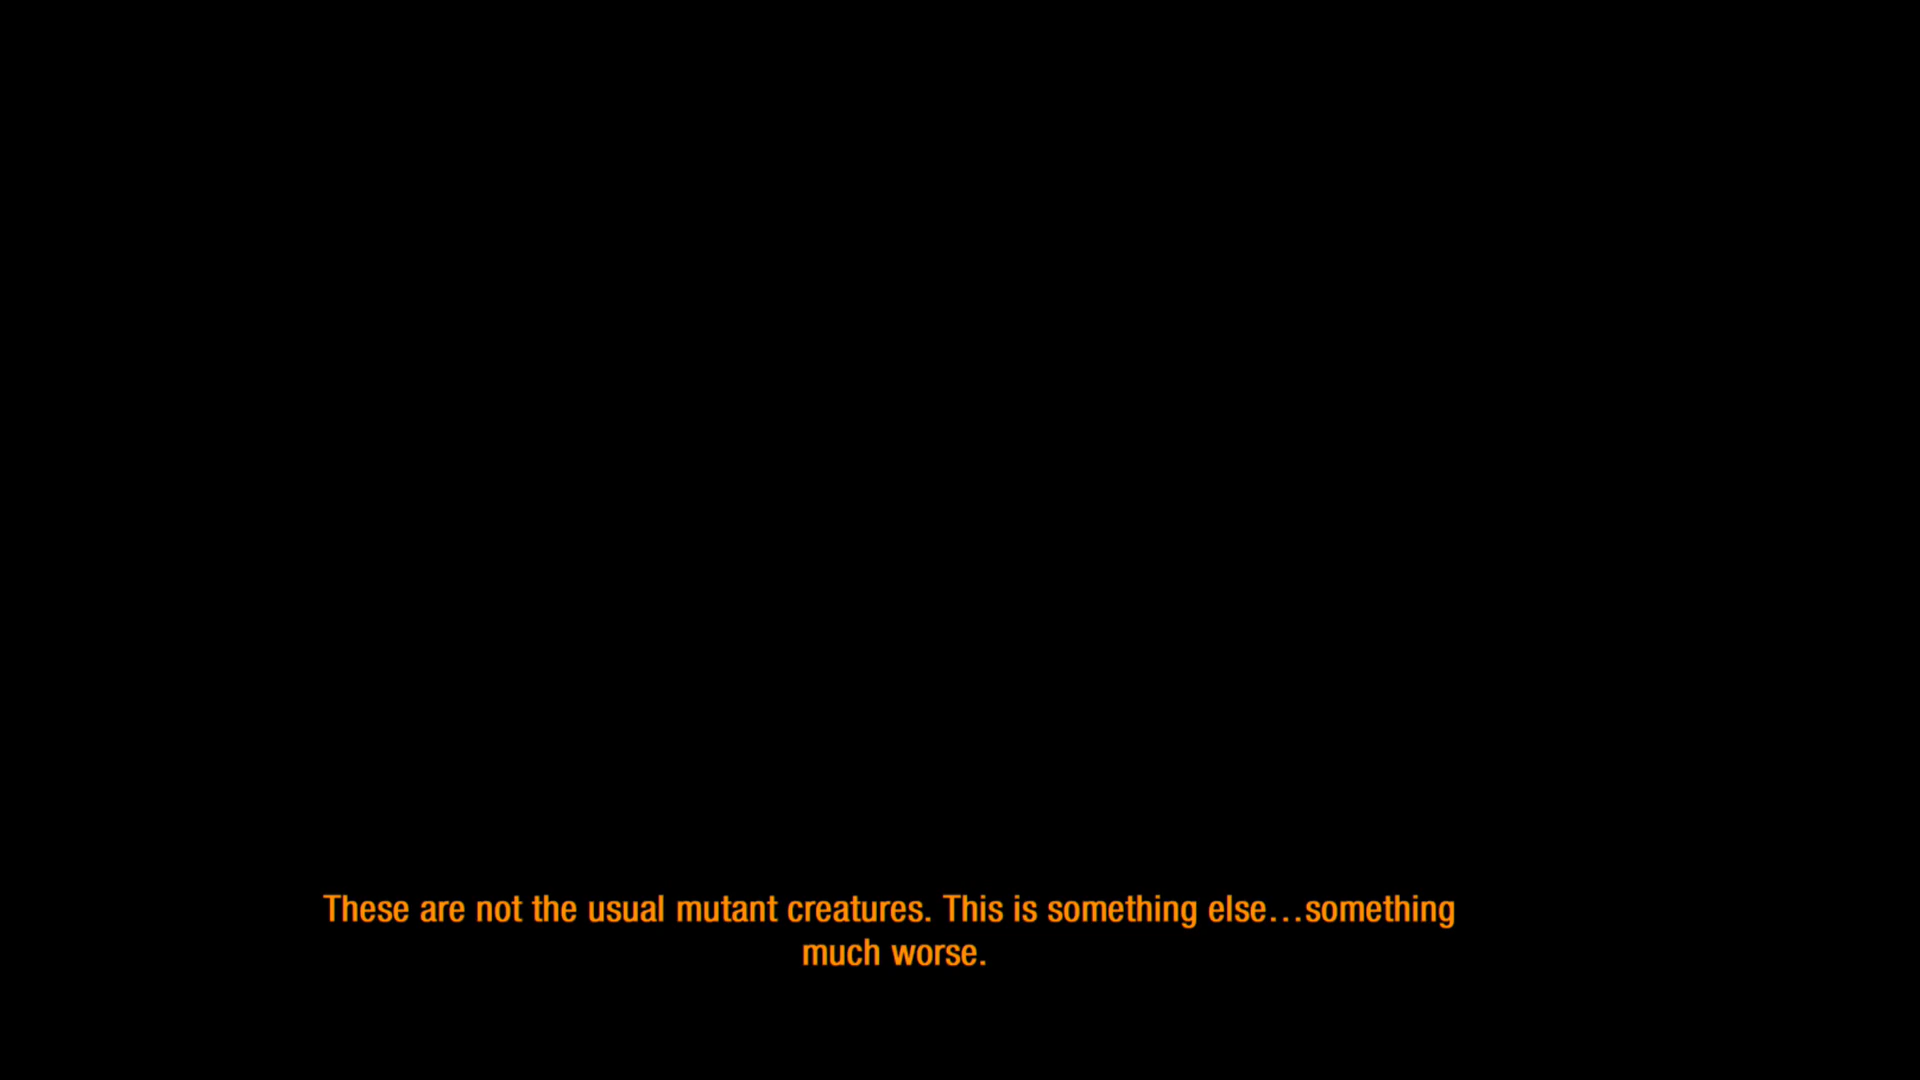 These are not the usual mutant creatures. This is something else…something
much worse.